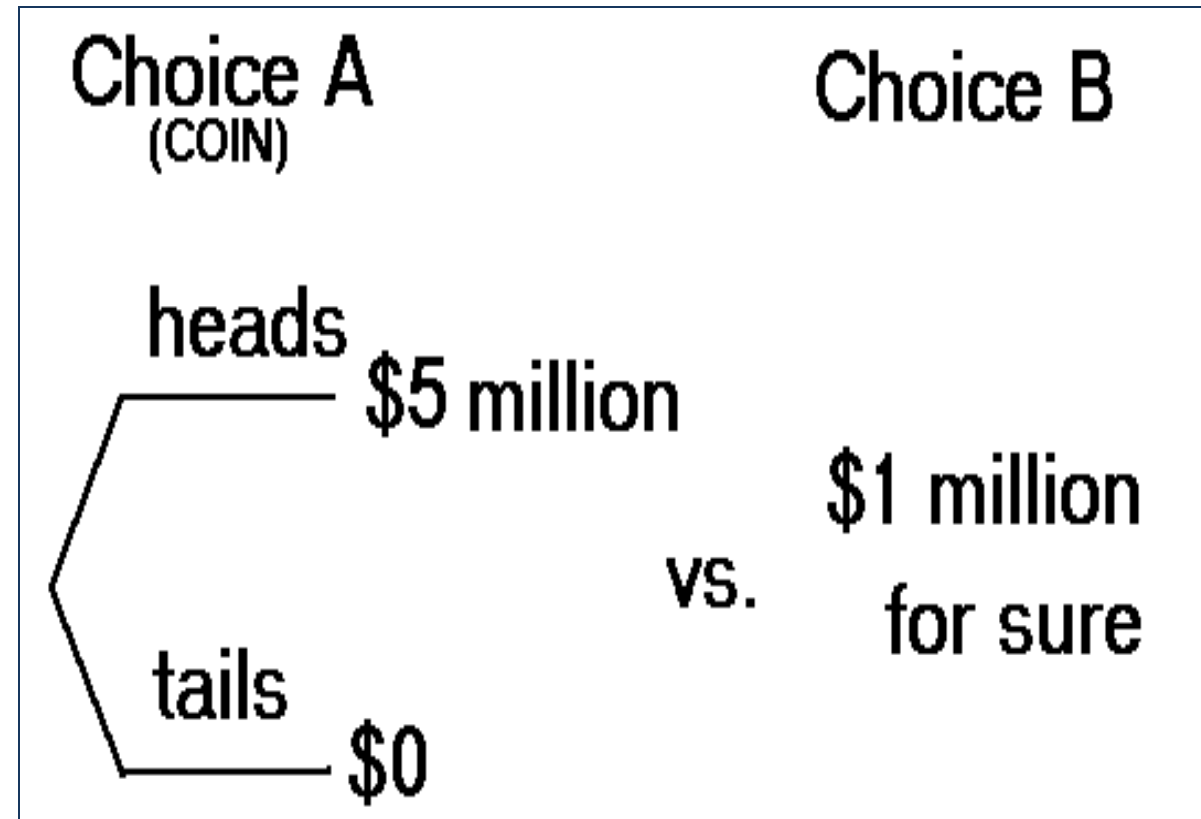 Choice A
(COIN)
Choice B
heads
$5 million
$1 million
vs.
for sure
tails
$0